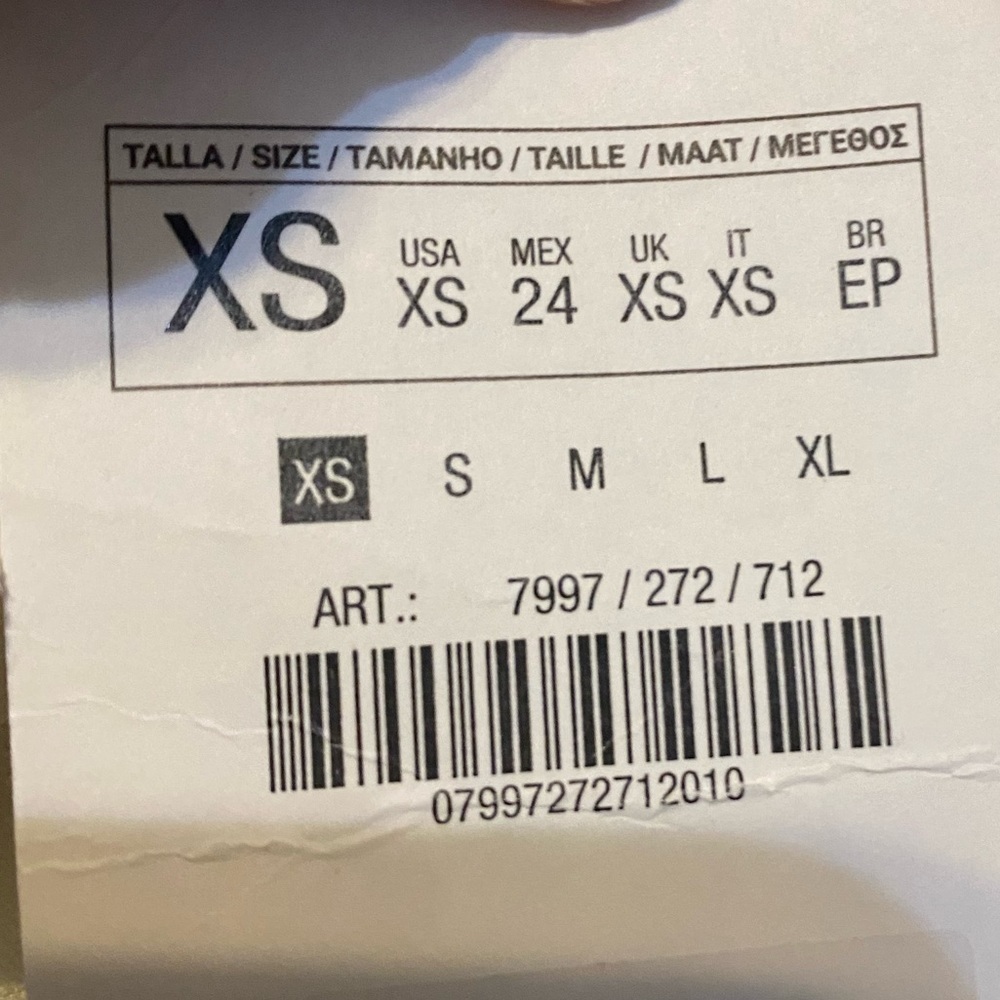 TALLA / SIZE / TAMANHO / TAILLE / MAAT / ΜΕΓΕΘΟΣ
XS
USA MEX UK IT BR
XS 24 XS XS EP
XS S M L XL
ART.: 7997 / 272 / 712
07997272712010